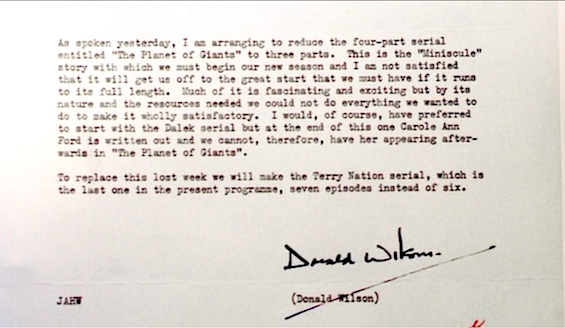 As spoken yesterday, I am arranging to reduce the four-part serial
entitled "The Planet of Giants" to three parts. This is the "Miniscule"
story with which we must begin our new season and I am not satisfied
that it will get us off to the great start that we must have if it runs
to its full length. Much of it is fascinating and exciting but by its
nature and the resources needed we could not do everything we wanted to
do to make it wholly satisfactory. I would, of course, have preferred
to start with the Dalek serial but at the end of this one Carole Ann
Ford is written out and we cannot, therefore, have her appearing after-
wards in "The Planet of Giants".
To replace this lost week we will make the Terry Nation serial, which is
the last one in the present programme, seven episodes instead of six.
Donald Wilson
JAHW (Donald Wilson)